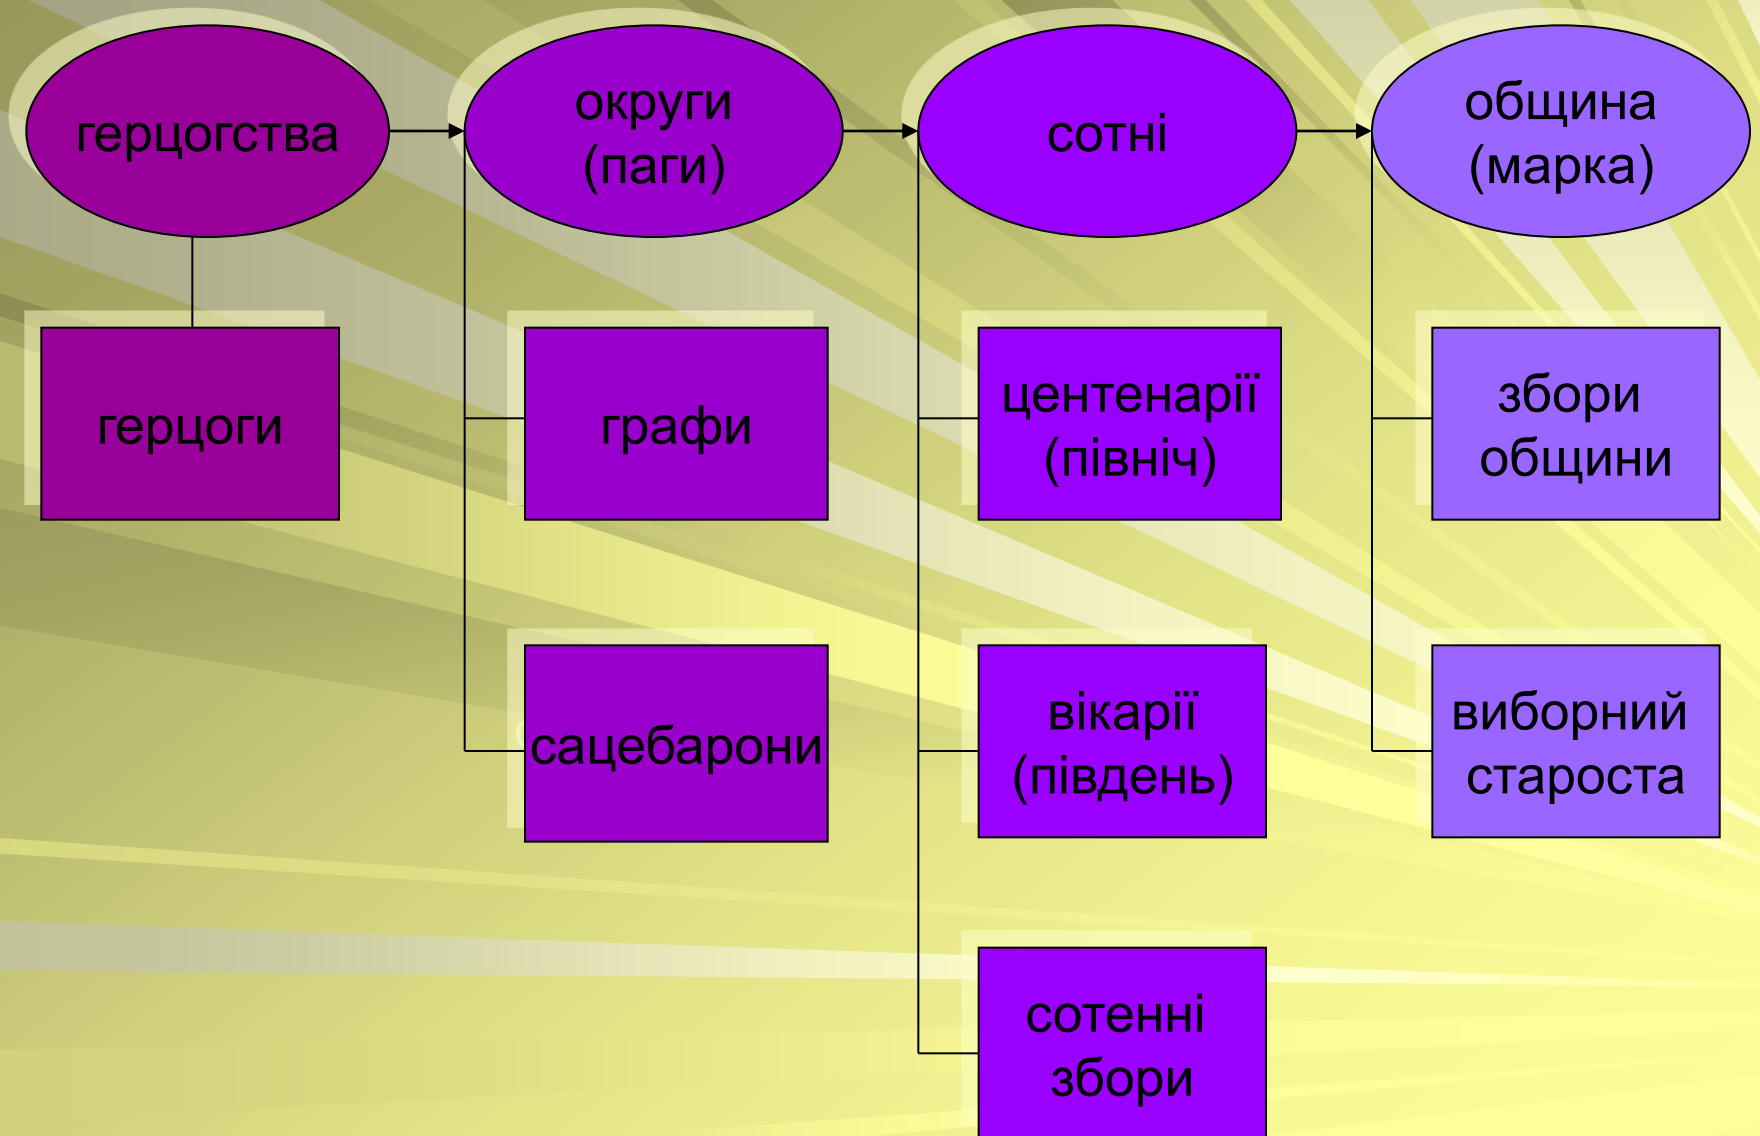 герцогства
округи
(паги)
сотні
община
(марка)
герцоги
графи
центенарії
(північ)
збори
общини
сацебарони
вікарії
(південь)
виборний
староста
сотенні
збори